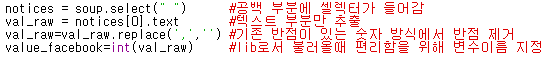 notices = soup.select(" ") #공백 부분에 셀렉터가 들어감
val_raw = notices[0].text #텍스트 부분만 추출
val_raw=val_raw.replace(',','') #기존 반점이 있는 숫자 방식에서 반점 제거
value_facebook=int(val_raw) #lib로서 불러올때 편리함을 위해 변수이름 지정